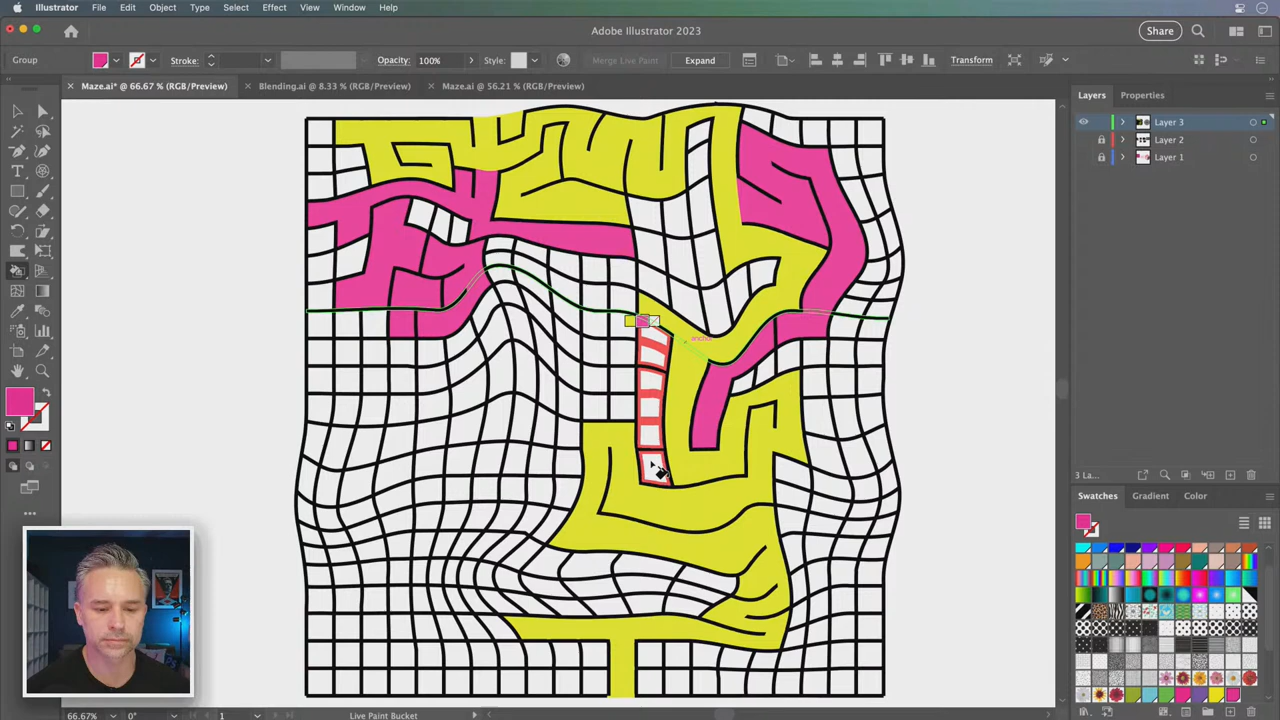 Illustrator File Edit Object Type Select Effect View Window Help
Adobe Illustrator 2023
Share
Group Stroke: Opacity: 100% Style: Merge Live Paint Expand Transform
Maze.ai* @ 66.67 % (RGB/Preview) Blending.ai @ 8.33 % (RGB/Preview) Maze.ai @ 56.21 % (RGB/Preview)
Layers Properties
Layer 3
Layer 2
Layer 1
anchor
3 La...
Swatches Gradient Color
66.67% 0° 1 Live Paint Bucket